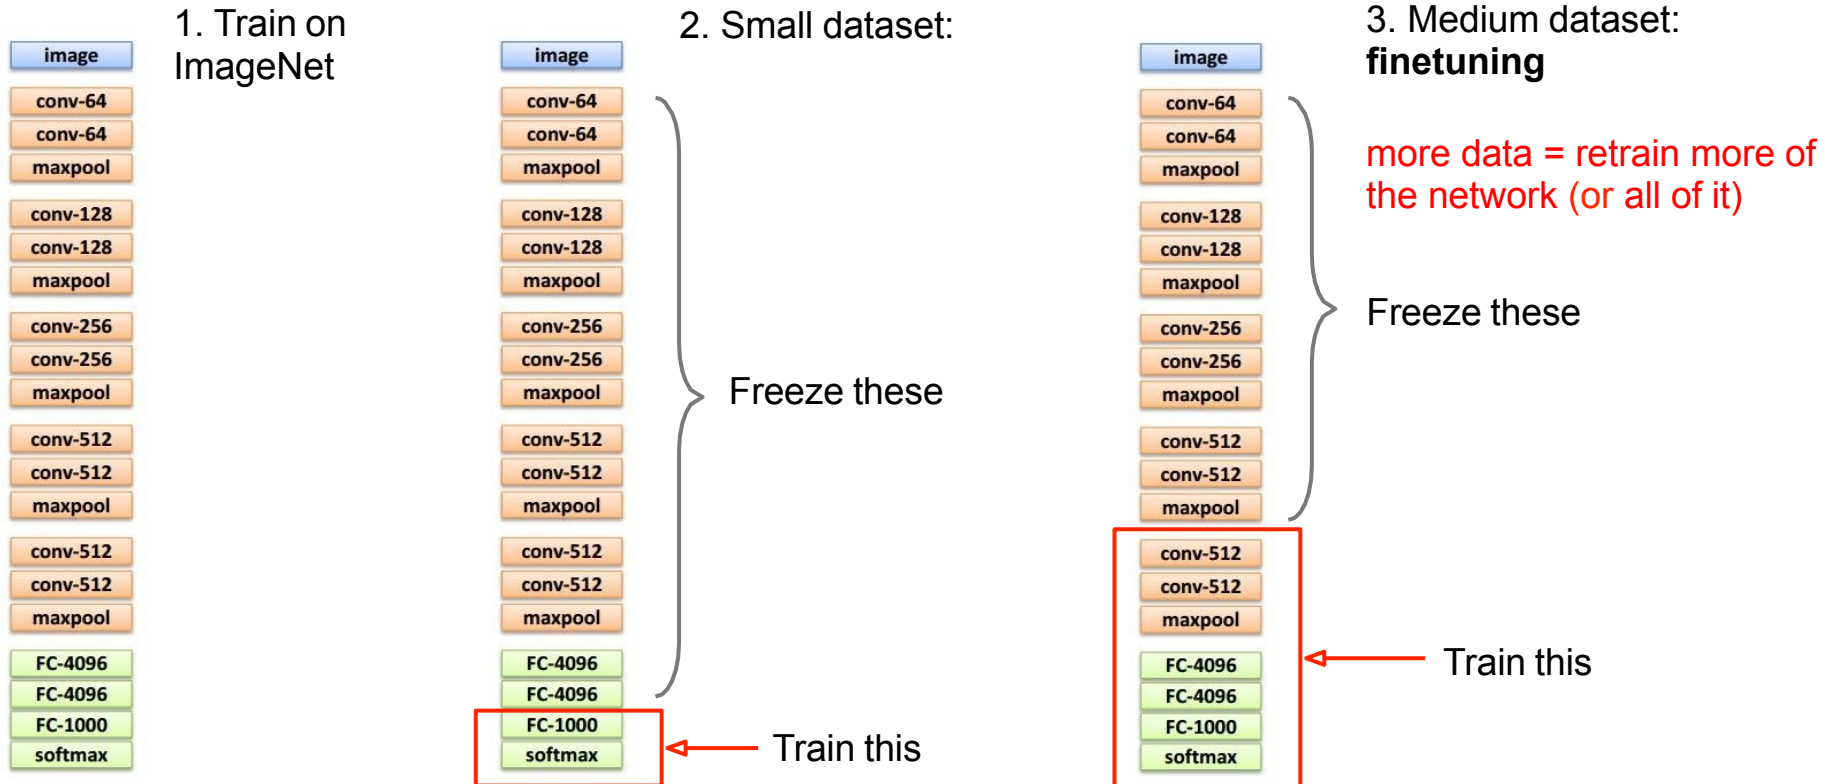 1. Train on
ImageNet
image
conv-64
conv-64
maxpool
conv-128
conv-128
maxpool
conv-256
conv-256
maxpool
conv-512
conv-512
maxpool
conv-512
conv-512
maxpool
FC-4096
FC-4096
FC-1000
softmax
2. Small dataset:
image
conv-64
conv-64
maxpool
conv-128
conv-128
maxpool
conv-256
conv-256
maxpool
conv-512
conv-512
maxpool
conv-512
conv-512
maxpool
FC-4096
FC-4096
FC-1000
softmax
Freeze these
Train this
3. Medium dataset:
finetuning
more data = retrain more of
the network (or all of it)
image
conv-64
conv-64
maxpool
conv-128
conv-128
maxpool
conv-256
conv-256
maxpool
conv-512
conv-512
maxpool
conv-512
conv-512
maxpool
FC-4096
FC-4096
FC-1000
softmax
Freeze these
Train this